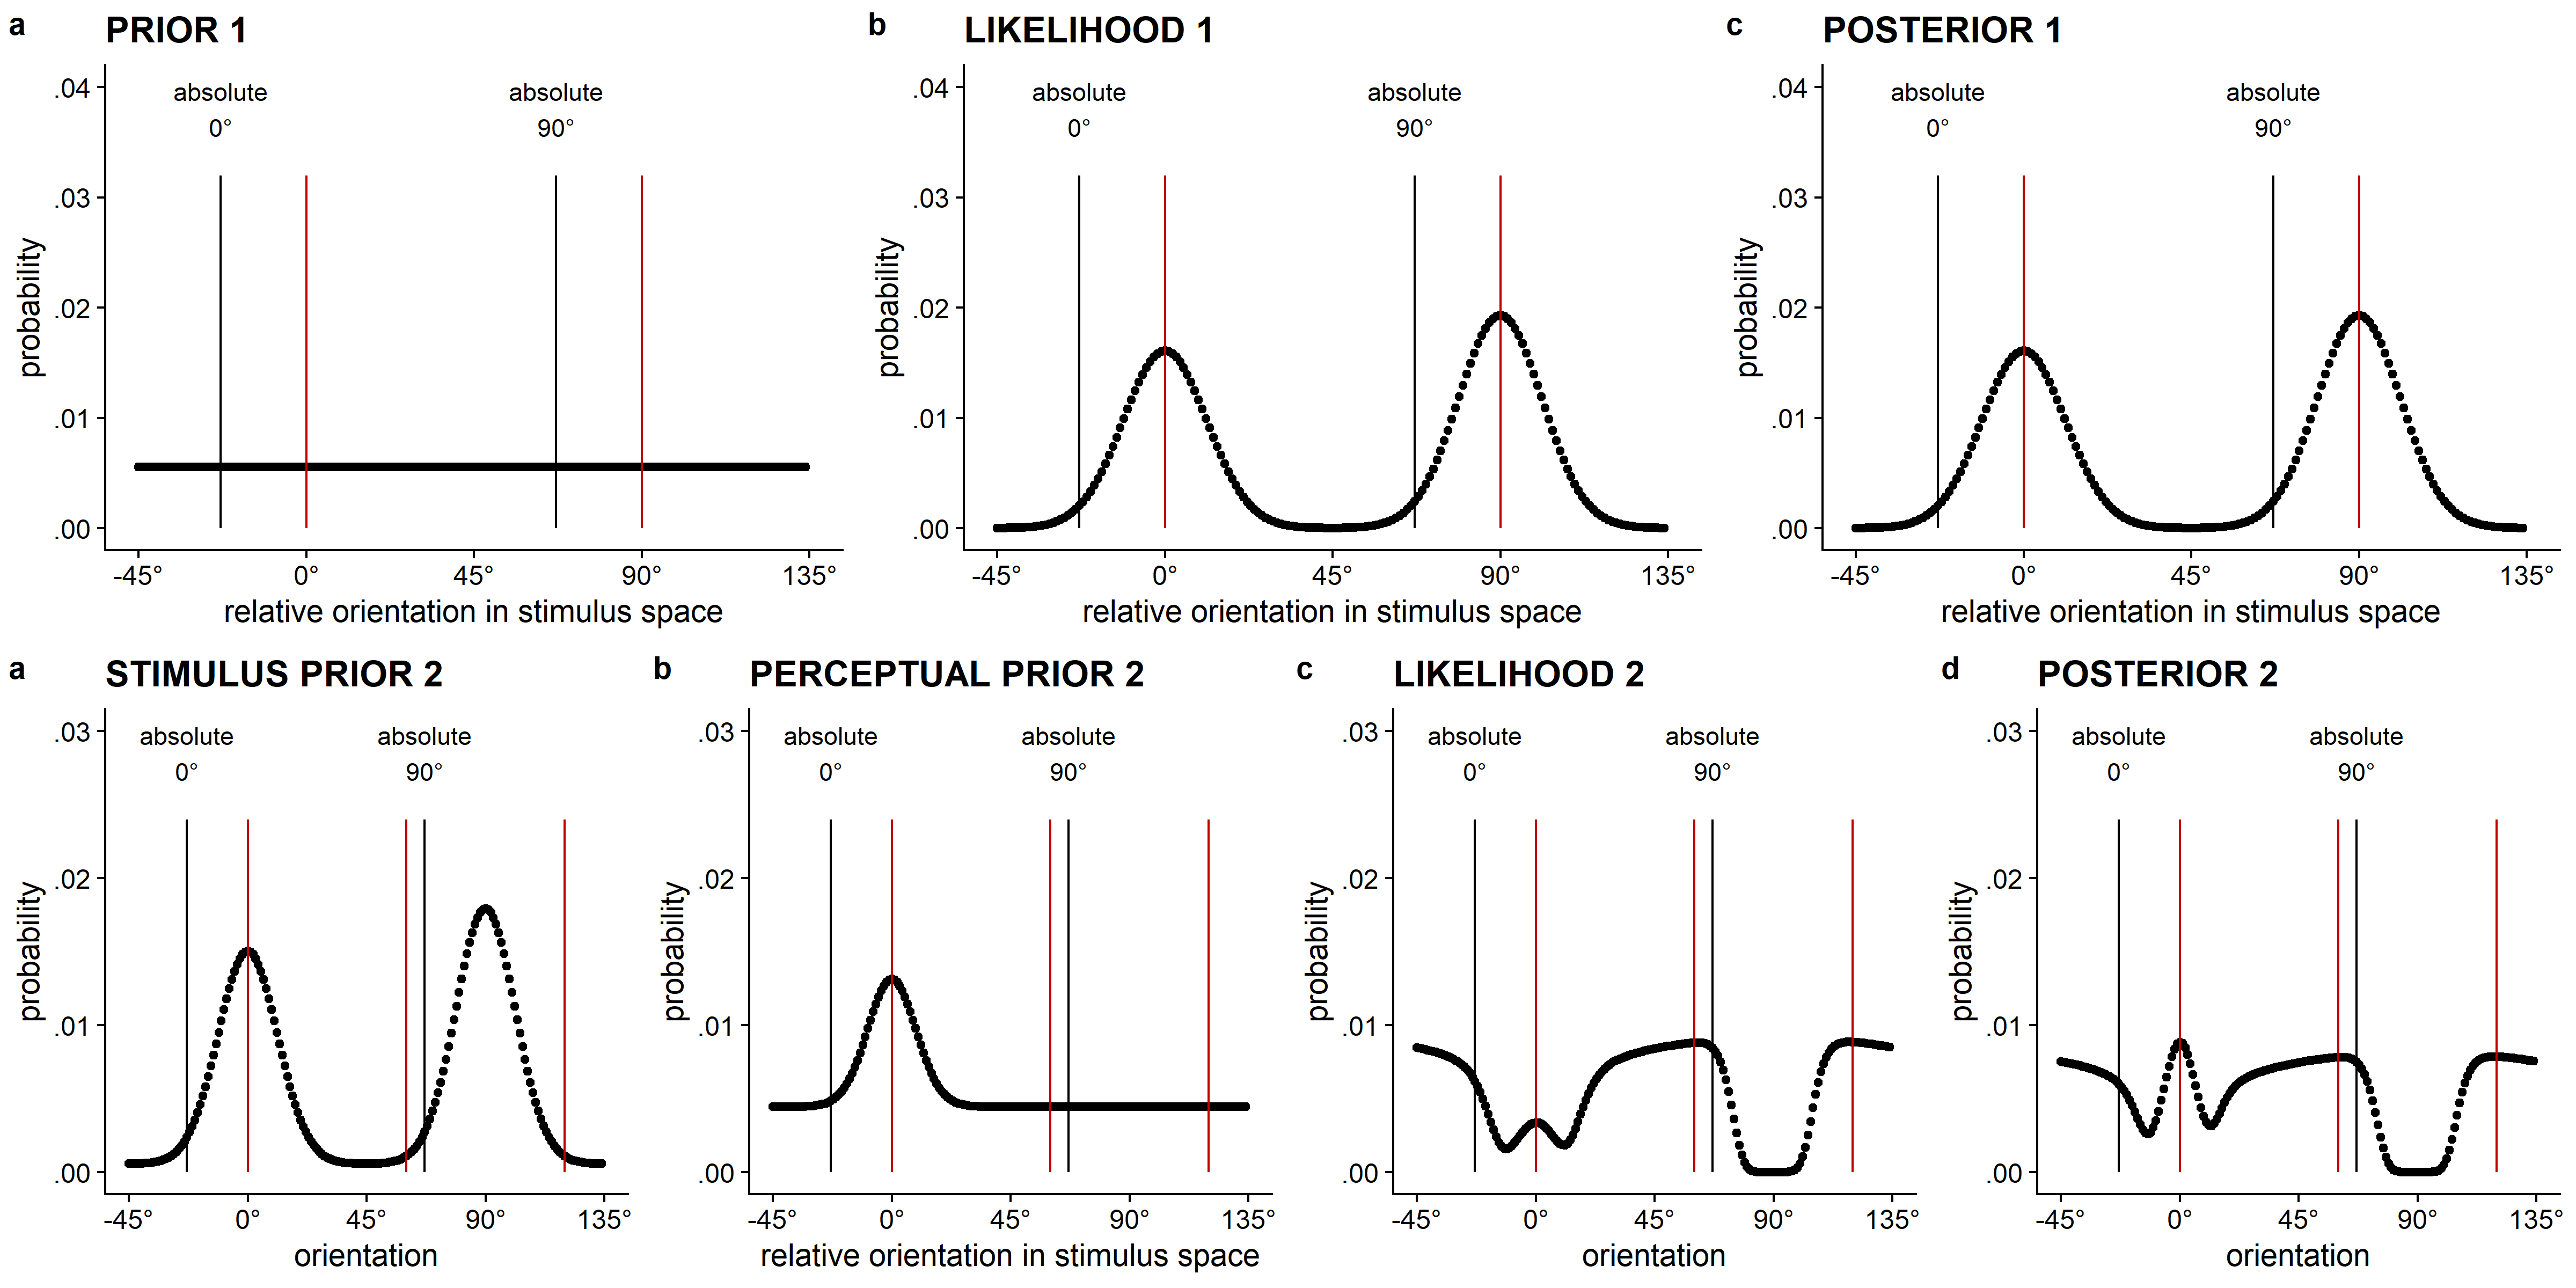 a PRIOR 1
absolute absolute
0° 90°
.04
.03
.02
.01
.00
probability
-45° 0° 45° 90° 135°
relative orientation in stimulus space
b LIKELIHOOD 1
absolute absolute
0° 90°
.04
.03
.02
.01
.00
probability
-45° 0° 45° 90° 135°
relative orientation in stimulus space
c POSTERIOR 1
absolute absolute
0° 90°
.04
.03
.02
.01
.00
probability
-45° 0° 45° 90° 135°
relative orientation in stimulus space
a STIMULUS PRIOR 2
absolute absolute
0° 90°
.03
.02
.01
.00
probability
-45° 0° 45° 90° 135°
orientation
b PERCEPTUAL PRIOR 2
absolute absolute
0° 90°
.03
.02
.01
.00
probability
-45° 0° 45° 90° 135°
relative orientation in stimulus space
c LIKELIHOOD 2
absolute absolute
0° 90°
.03
.02
.01
.00
probability
-45° 0° 45° 90° 135°
orientation
d POSTERIOR 2
absolute absolute
0° 90°
.03
.02
.01
.00
probability
-45° 0° 45° 90° 135°
orientation